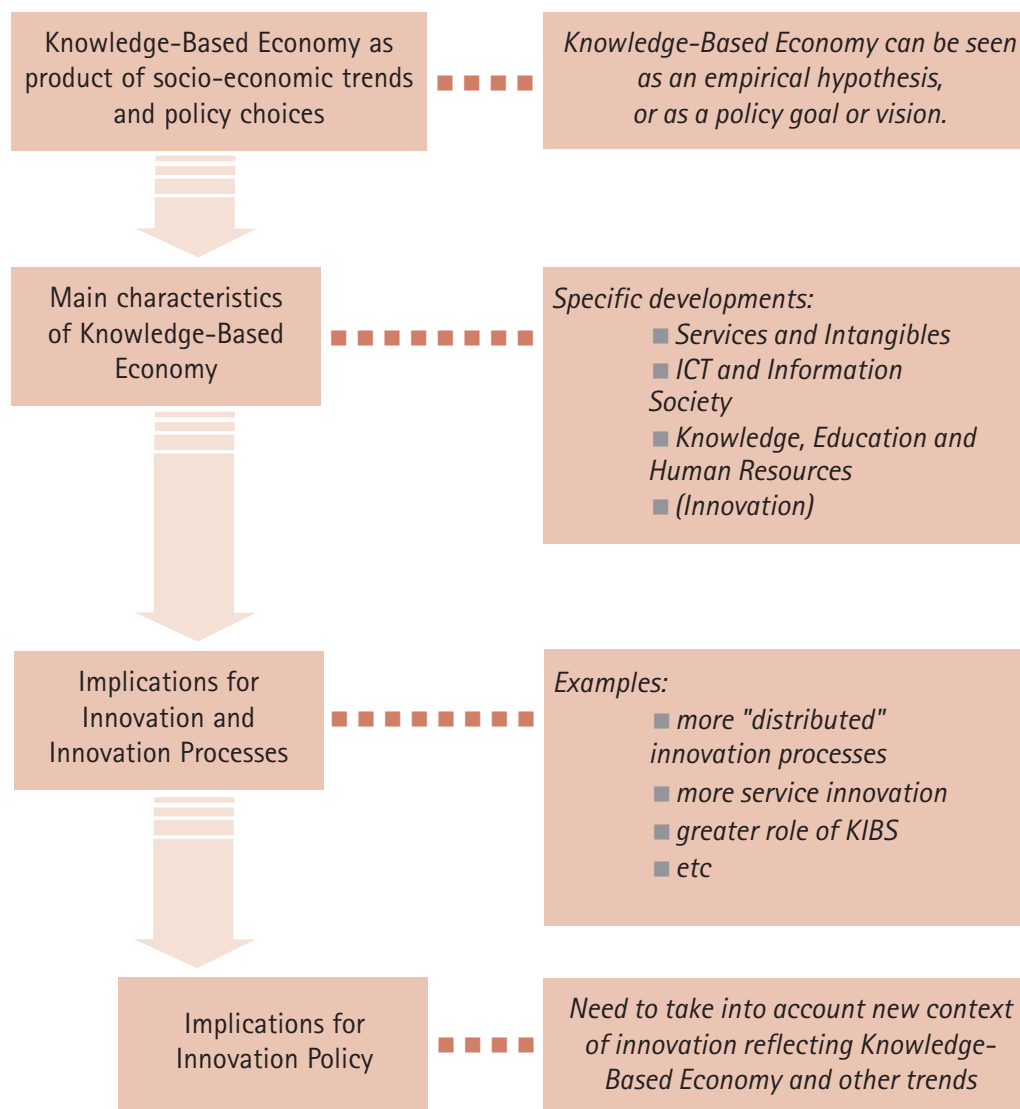 Knowledge-Based Economy as
product of socio-economic trends
and policy choices
Knowledge-Based Economy can be seen
as an empirical hypothesis,
or as a policy goal or vision.
Main characteristics
of Knowledge-Based
Economy
Specific developments:
■ Services and Intangibles
■ ICT and Information
Society
■ Knowledge, Education and
Human Resources
■ (Innovation)
Implications for
Innovation and
Innovation Processes
Examples:
■ more "distributed"
innovation processes
■ more service innovation
■ greater role of KIBS
■ etc
Implications for
Innovation Policy
Need to take into account new context
of innovation reflecting Knowledge-
Based Economy and other trends